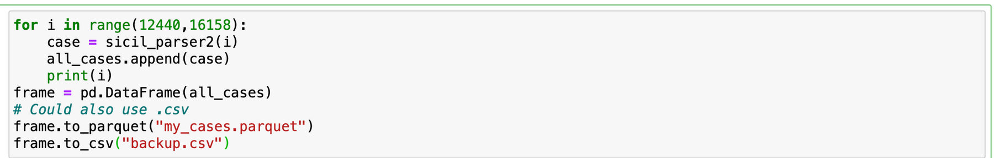 for i in range(12440,16158):
    case = sicil_parser2(i)
    all_cases.append(case)
    print(i)
frame = pd.DataFrame(all_cases)
# Could also use .csv
frame.to_parquet("my_cases.parquet")
frame.to_csv("backup.csv")